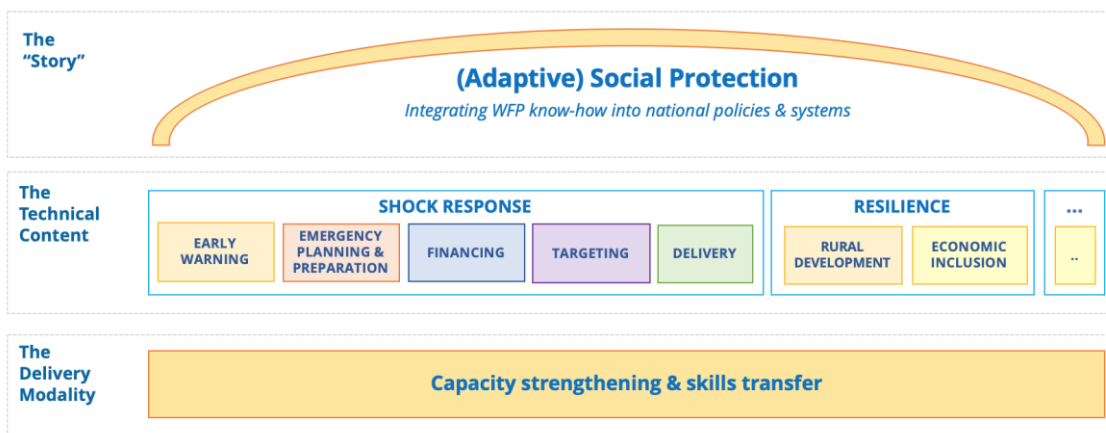 The
“Story”
(Adaptive) Social Protection
Integrating WFP know-how into national policies & systems
The
Technical
Content
SHOCK RESPONSE
EARLY
WARNING
EMERGENCY
PLANNING &
PREPARATION
FINANCING
TARGETING
DELIVERY
RESILIENCE
RURAL
DEVELOPMENT
ECONOMIC
INCLUSION
...
..
The
Delivery
Modality
Capacity strengthening & skills transfer